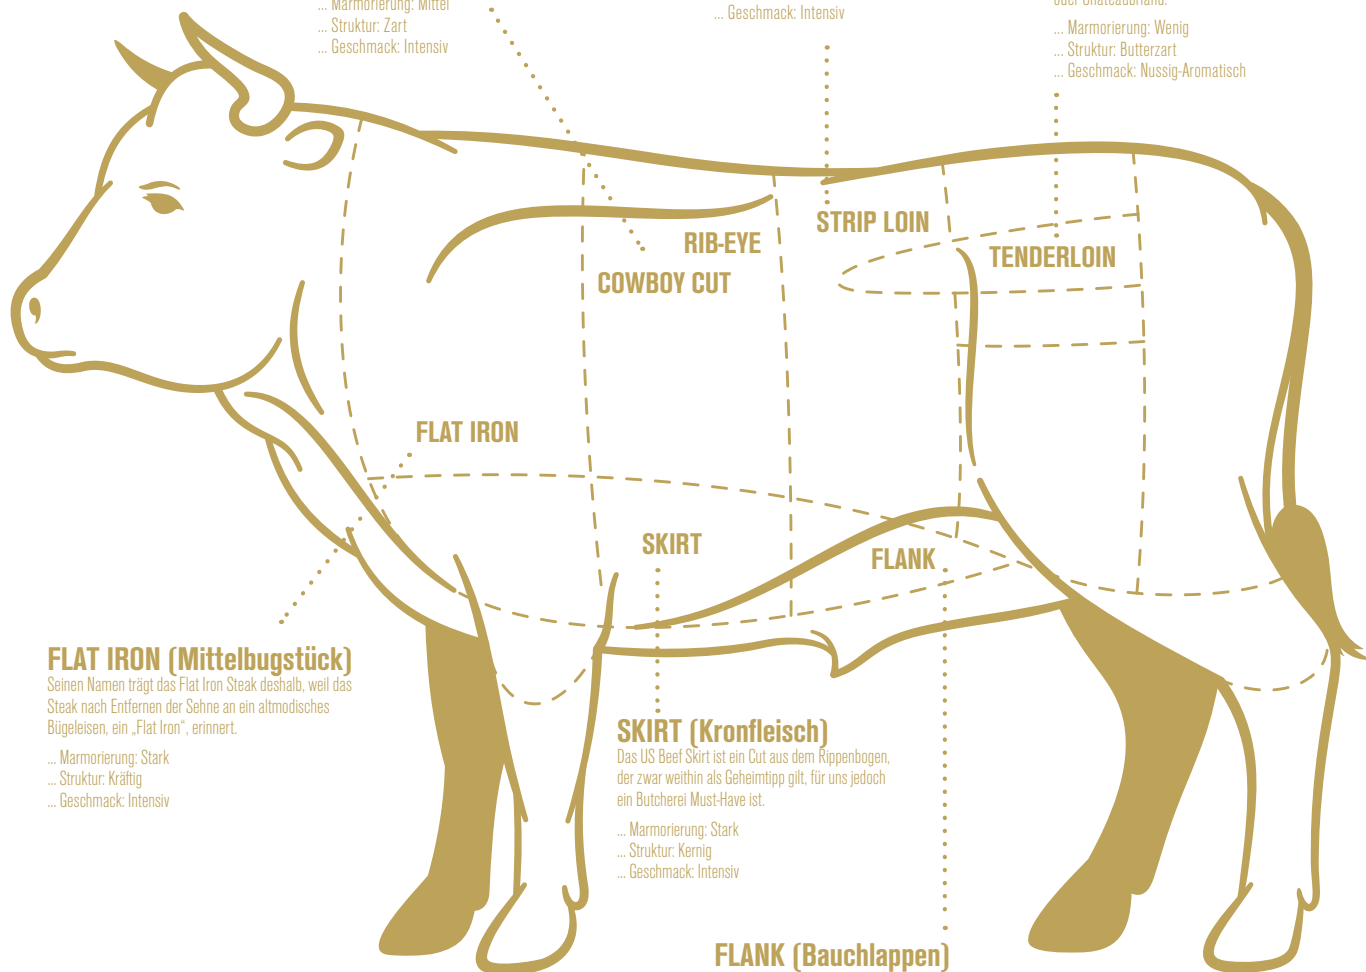 ... Marmorierung: Mittel
... Struktur: Zart
... Geschmack: Intensiv
... Geschmack: Intensiv
oder Chateaubriand.
... Marmorierung: Wenig
... Struktur: Butterzart
... Geschmack: Nussig-Aromatisch
STRIP LOIN
RIB-EYE
TENDERLOIN
COWBOY CUT
FLAT IRON
SKIRT
FLANK
FLAT IRON (Mittelbugstück)
Seinen Namen trägt das Flat Iron Steak deshalb, weil das
Steak nach Entfernen der Sehne an ein altmodisches
Bügeleisen, ein „Flat Iron“, erinnert.
... Marmorierung: Stark
... Struktur: Kräftig
... Geschmack: Intensiv
SKIRT (Kronfleisch)
Das US Beef Skirt ist ein Cut aus dem Rippenbogen,
der zwar weithin als Geheimtipp gilt, für uns jedoch
ein Butcherei Must-Have ist.
... Marmorierung: Stark
... Struktur: Kernig
... Geschmack: Intensiv
FLANK (Bauchlappen)